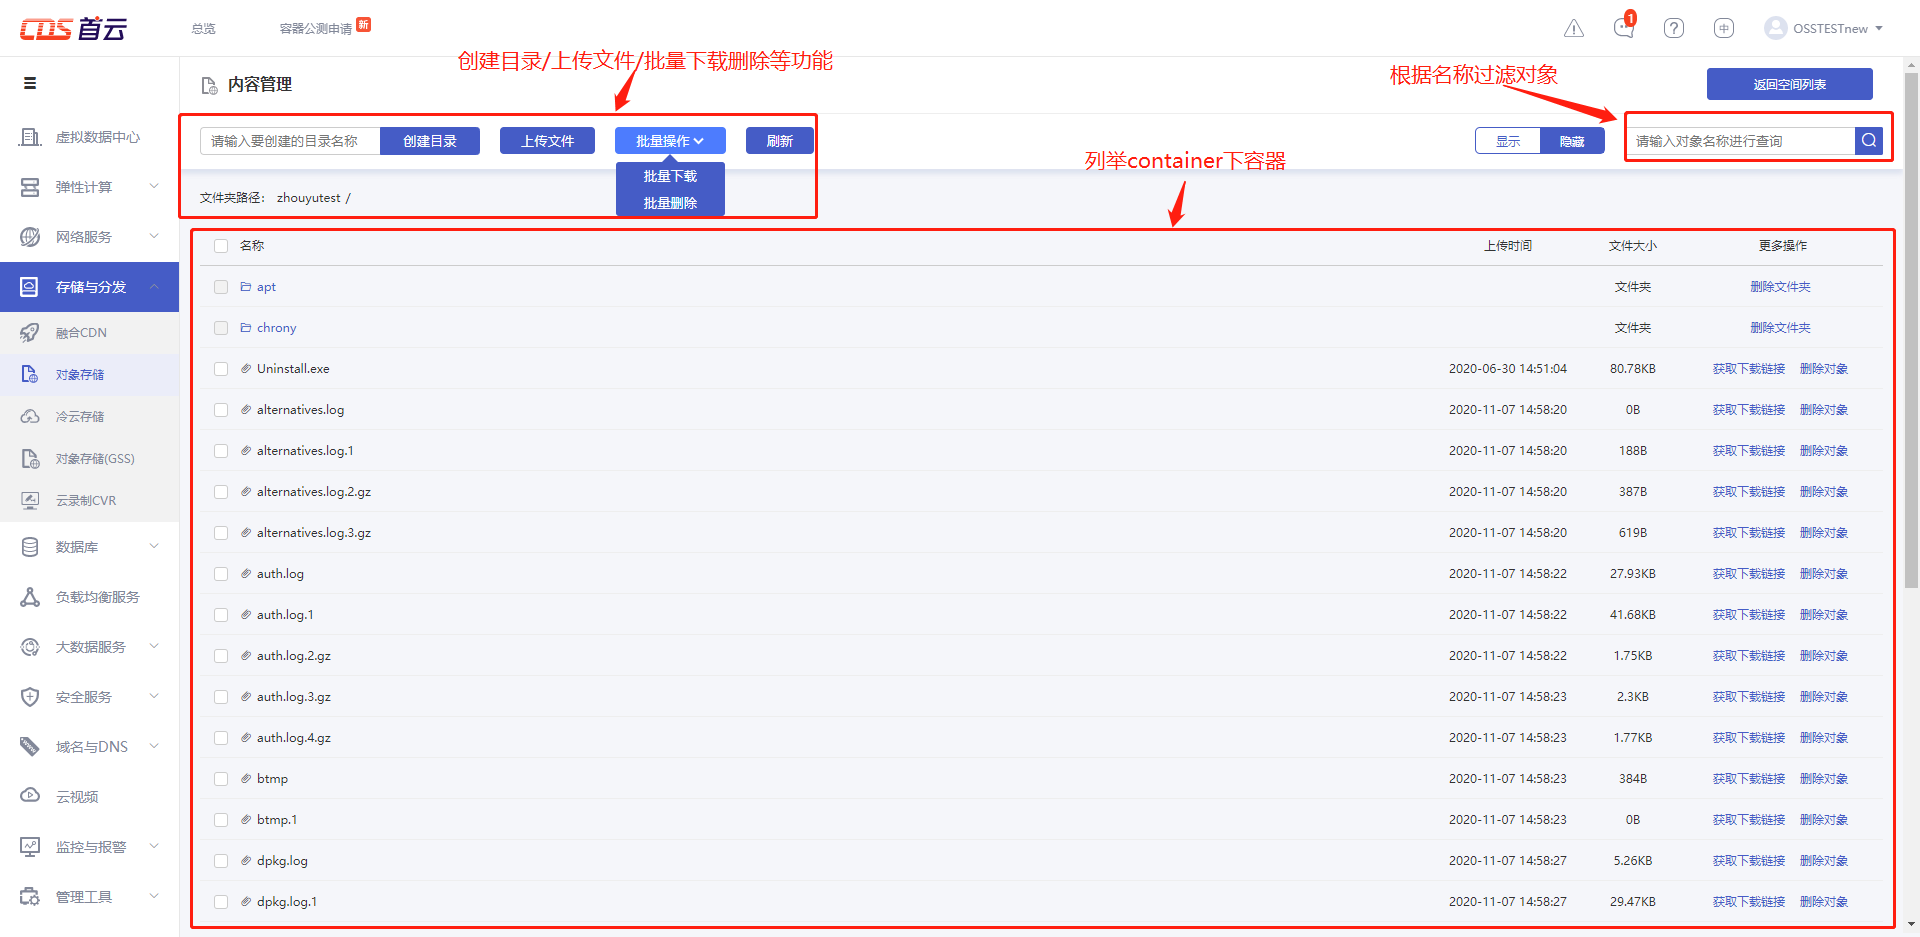 CDS 首云
总览
容器公测申请
新
1
中
OSSTESTnew
创建目录/上传文件/批量下载删除等功能
根据名称过滤对象
内容管理
返回空间列表
请输入要创建的目录名称
创建目录
上传文件
批量操作
刷新
显示
隐藏
请输入对象名称进行查询
批量下载
批量删除
列举container下容器
文件夹路径： zhouyutest /
虚拟数据中心
弹性计算
网络服务
存储与分发
融合CDN
对象存储
冷云存储
对象存储(GSS)
云录制CVR
数据库
负载均衡服务
大数据服务
安全服务
域名与DNS
云视频
监控与报警
管理工具
名称 上传时间 文件大小 更多操作
apt 文件夹 删除文件夹
chrony 文件夹 删除文件夹
Uninstall.exe 2020-06-30 14:51:04 80.78KB 获取下载链接 删除对象
alternatives.log 2020-11-07 14:58:20 0B 获取下载链接 删除对象
alternatives.log.1 2020-11-07 14:58:20 188B 获取下载链接 删除对象
alternatives.log.2.gz 2020-11-07 14:58:20 387B 获取下载链接 删除对象
alternatives.log.3.gz 2020-11-07 14:58:20 619B 获取下载链接 删除对象
auth.log 2020-11-07 14:58:22 27.93KB 获取下载链接 删除对象
auth.log.1 2020-11-07 14:58:22 41.68KB 获取下载链接 删除对象
auth.log.2.gz 2020-11-07 14:58:22 1.75KB 获取下载链接 删除对象
auth.log.3.gz 2020-11-07 14:58:23 2.3KB 获取下载链接 删除对象
auth.log.4.gz 2020-11-07 14:58:23 1.77KB 获取下载链接 删除对象
btmp 2020-11-07 14:58:23 384B 获取下载链接 删除对象
btmp.1 2020-11-07 14:58:23 0B 获取下载链接 删除对象
dpkg.log 2020-11-07 14:58:27 5.26KB 获取下载链接 删除对象
dpkg.log.1 2020-11-07 14:58:27 29.47KB 获取下载链接 删除对象